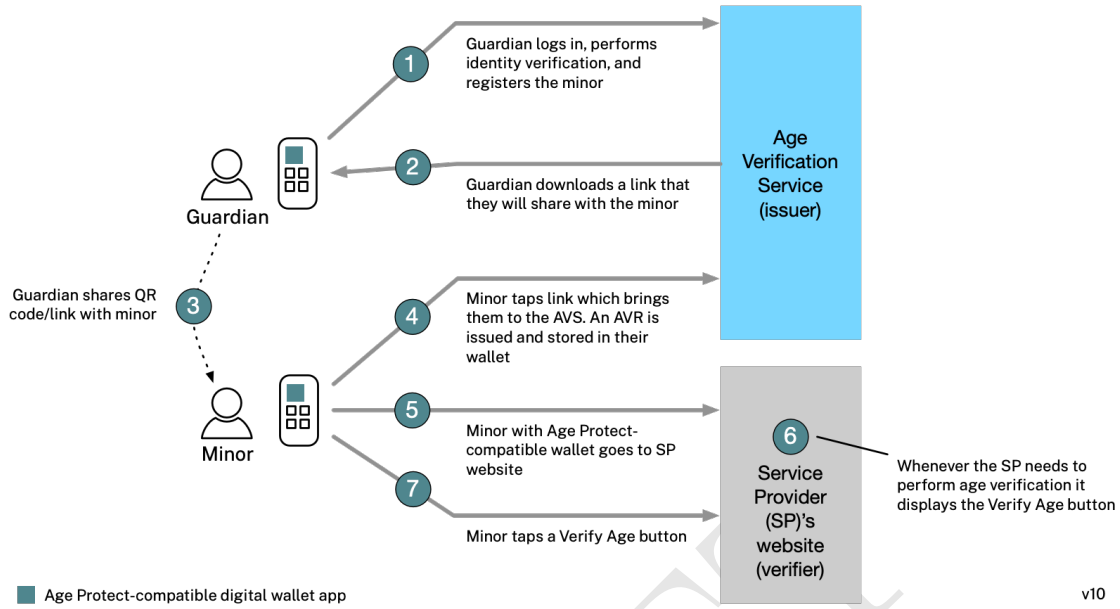 1
Guardian logs in, performs
identity verification, and
registers the minor
Age
Verification
Service
(issuer)
2
Guardian downloads a link that
they will share with the minor
Guardian
3
Guardian shares QR
code/link with minor
4
Minor taps link which brings
them to the AVS. An AVR is
issued and stored in their
wallet
5
Minor with Age Protect-
compatible wallet goes to SP
website
Minor
6
Service
Provider
(SP)'s
website
(verifier)
Whenever the SP needs to
perform age verification it
displays the Verify Age button
7
Minor taps a Verify Age button
Age Protect-compatible digital wallet app
v10